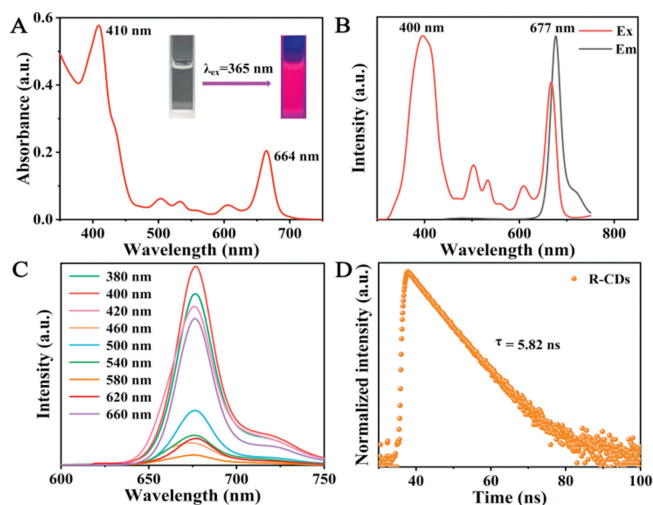 A
0.6
0.4
0.2
0.0
Absorbance (a.u.)
410 nm
λex=365 nm
664 nm
400
500
600
700
Wavelength (nm)
B
Intensity (a.u.)
400 nm
677 nm
Ex
Em
400
600
800
Wavelength (nm)
C
Intensity (a.u.)
380 nm
400 nm
420 nm
460 nm
500 nm
540 nm
580 nm
620 nm
660 nm
600
650
700
750
Wavelength (nm)
D
Normalized intensity (a.u.)
R-CDs
τ = 5.82 ns
40
60
80
100
Time (ns)